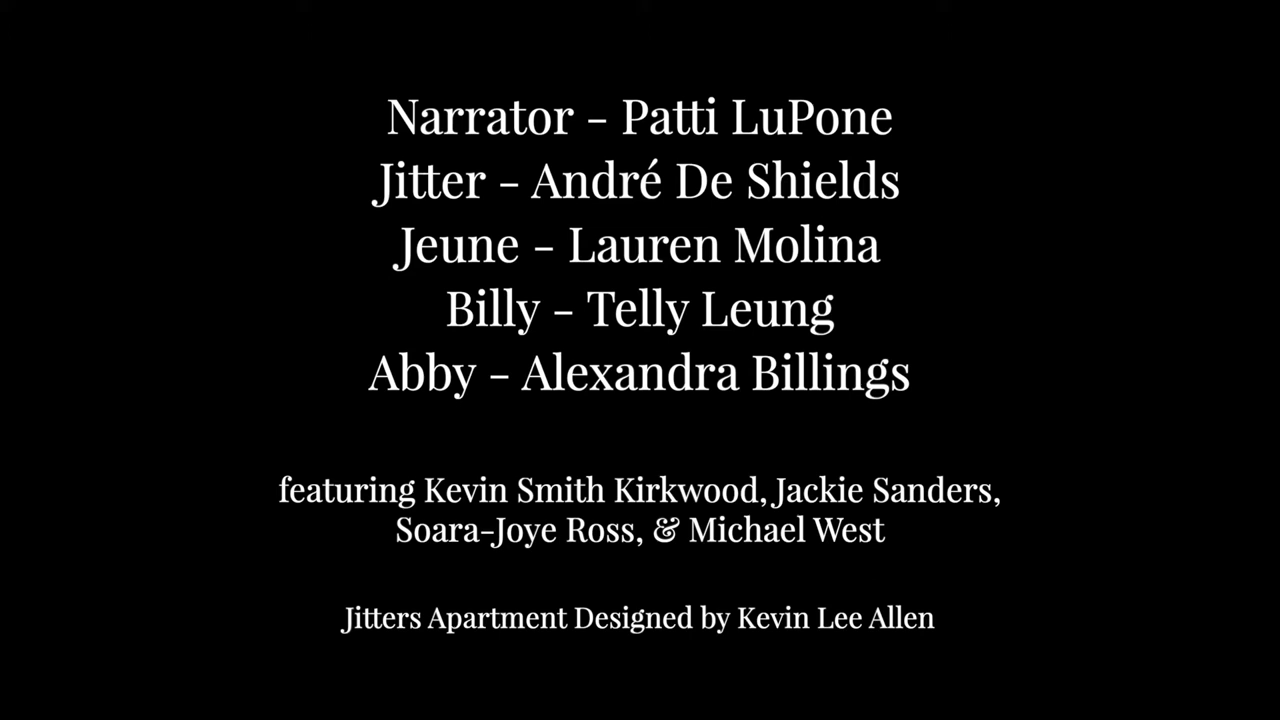 Narrator - Patti LuPone
Jitter - André De Shields
Jeune - Lauren Molina
Billy - Telly Leung
Abby - Alexandra Billings
featuring Kevin Smith Kirkwood, Jackie Sanders,
Soara-Joye Ross, & Michael West
Jitters Apartment Designed by Kevin Lee Allen